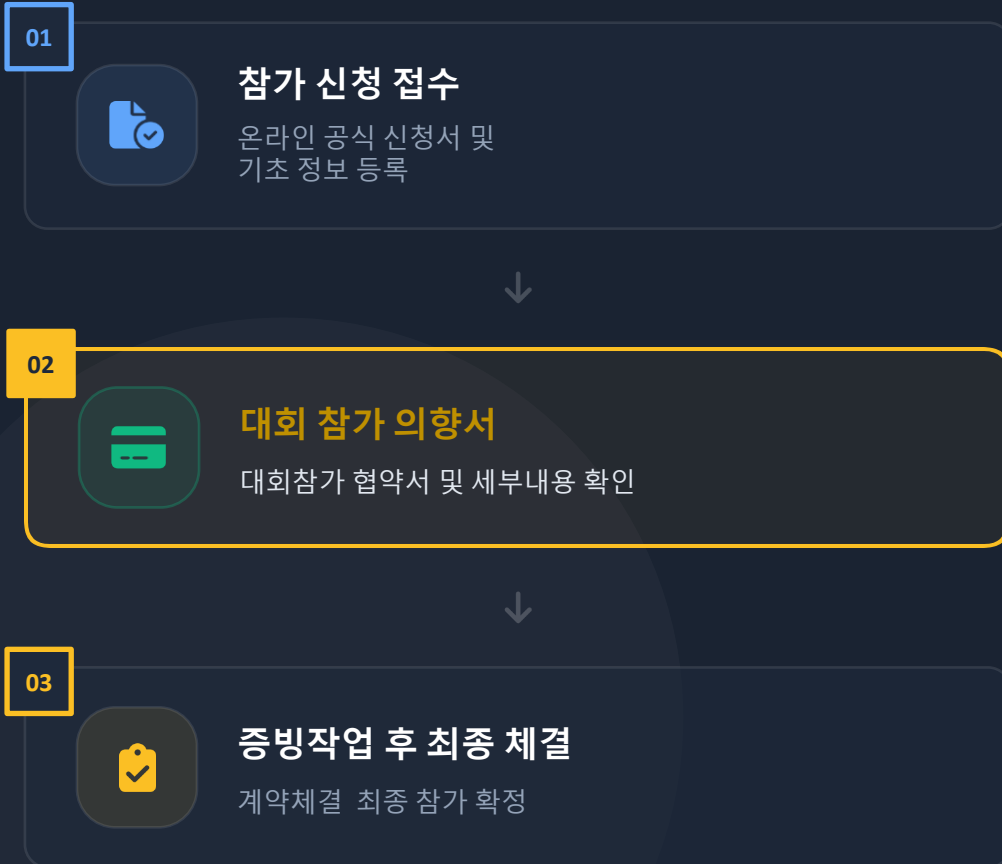 01
참가 신청 접수
온라인 공식 신청서 및
기초 정보 등록
02
대회 참가 의향서
대회참가 협약서 및 세부내용 확인
03
증빙작업 후 최종 체결
계약체결 최종 참가 확정